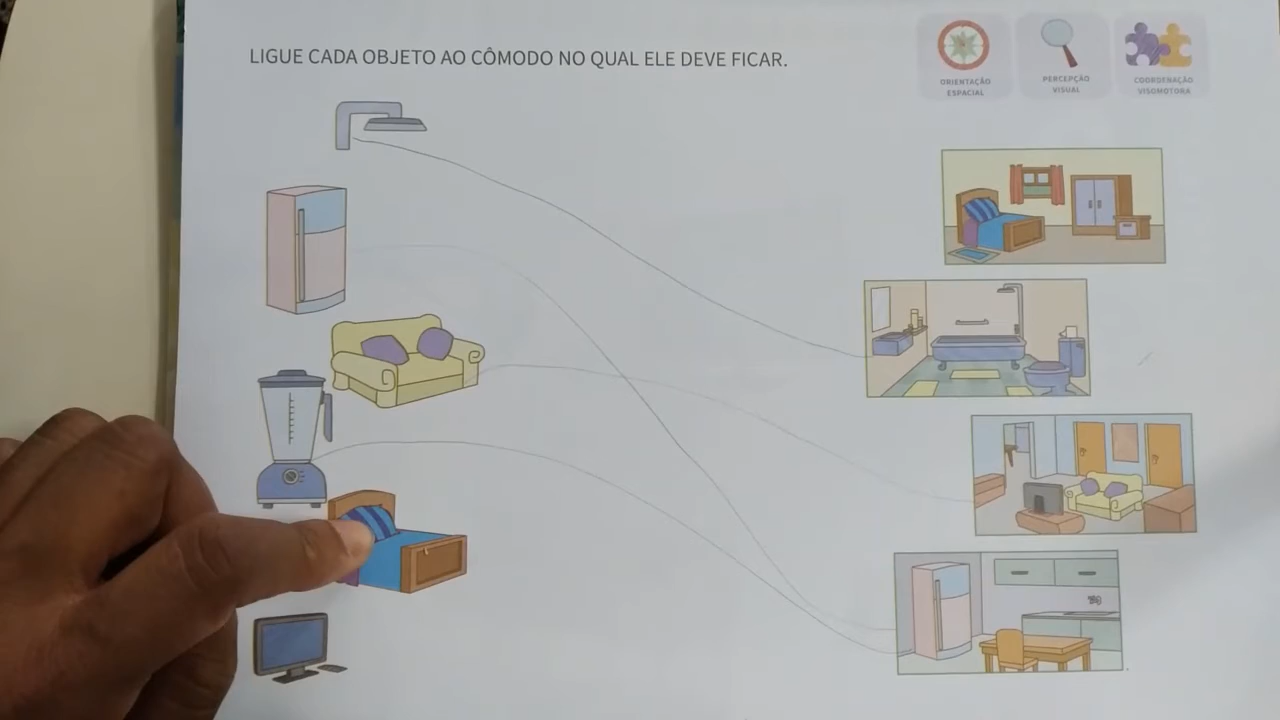 LIGUE CADA OBJETO AO CÔMODO NO QUAL ELE DEVE FICAR.
ORIENTAÇÃO
ESPACIAL
PERCEPÇÃO
VISUAL
COORDENAÇÃO
VISOMOTORA